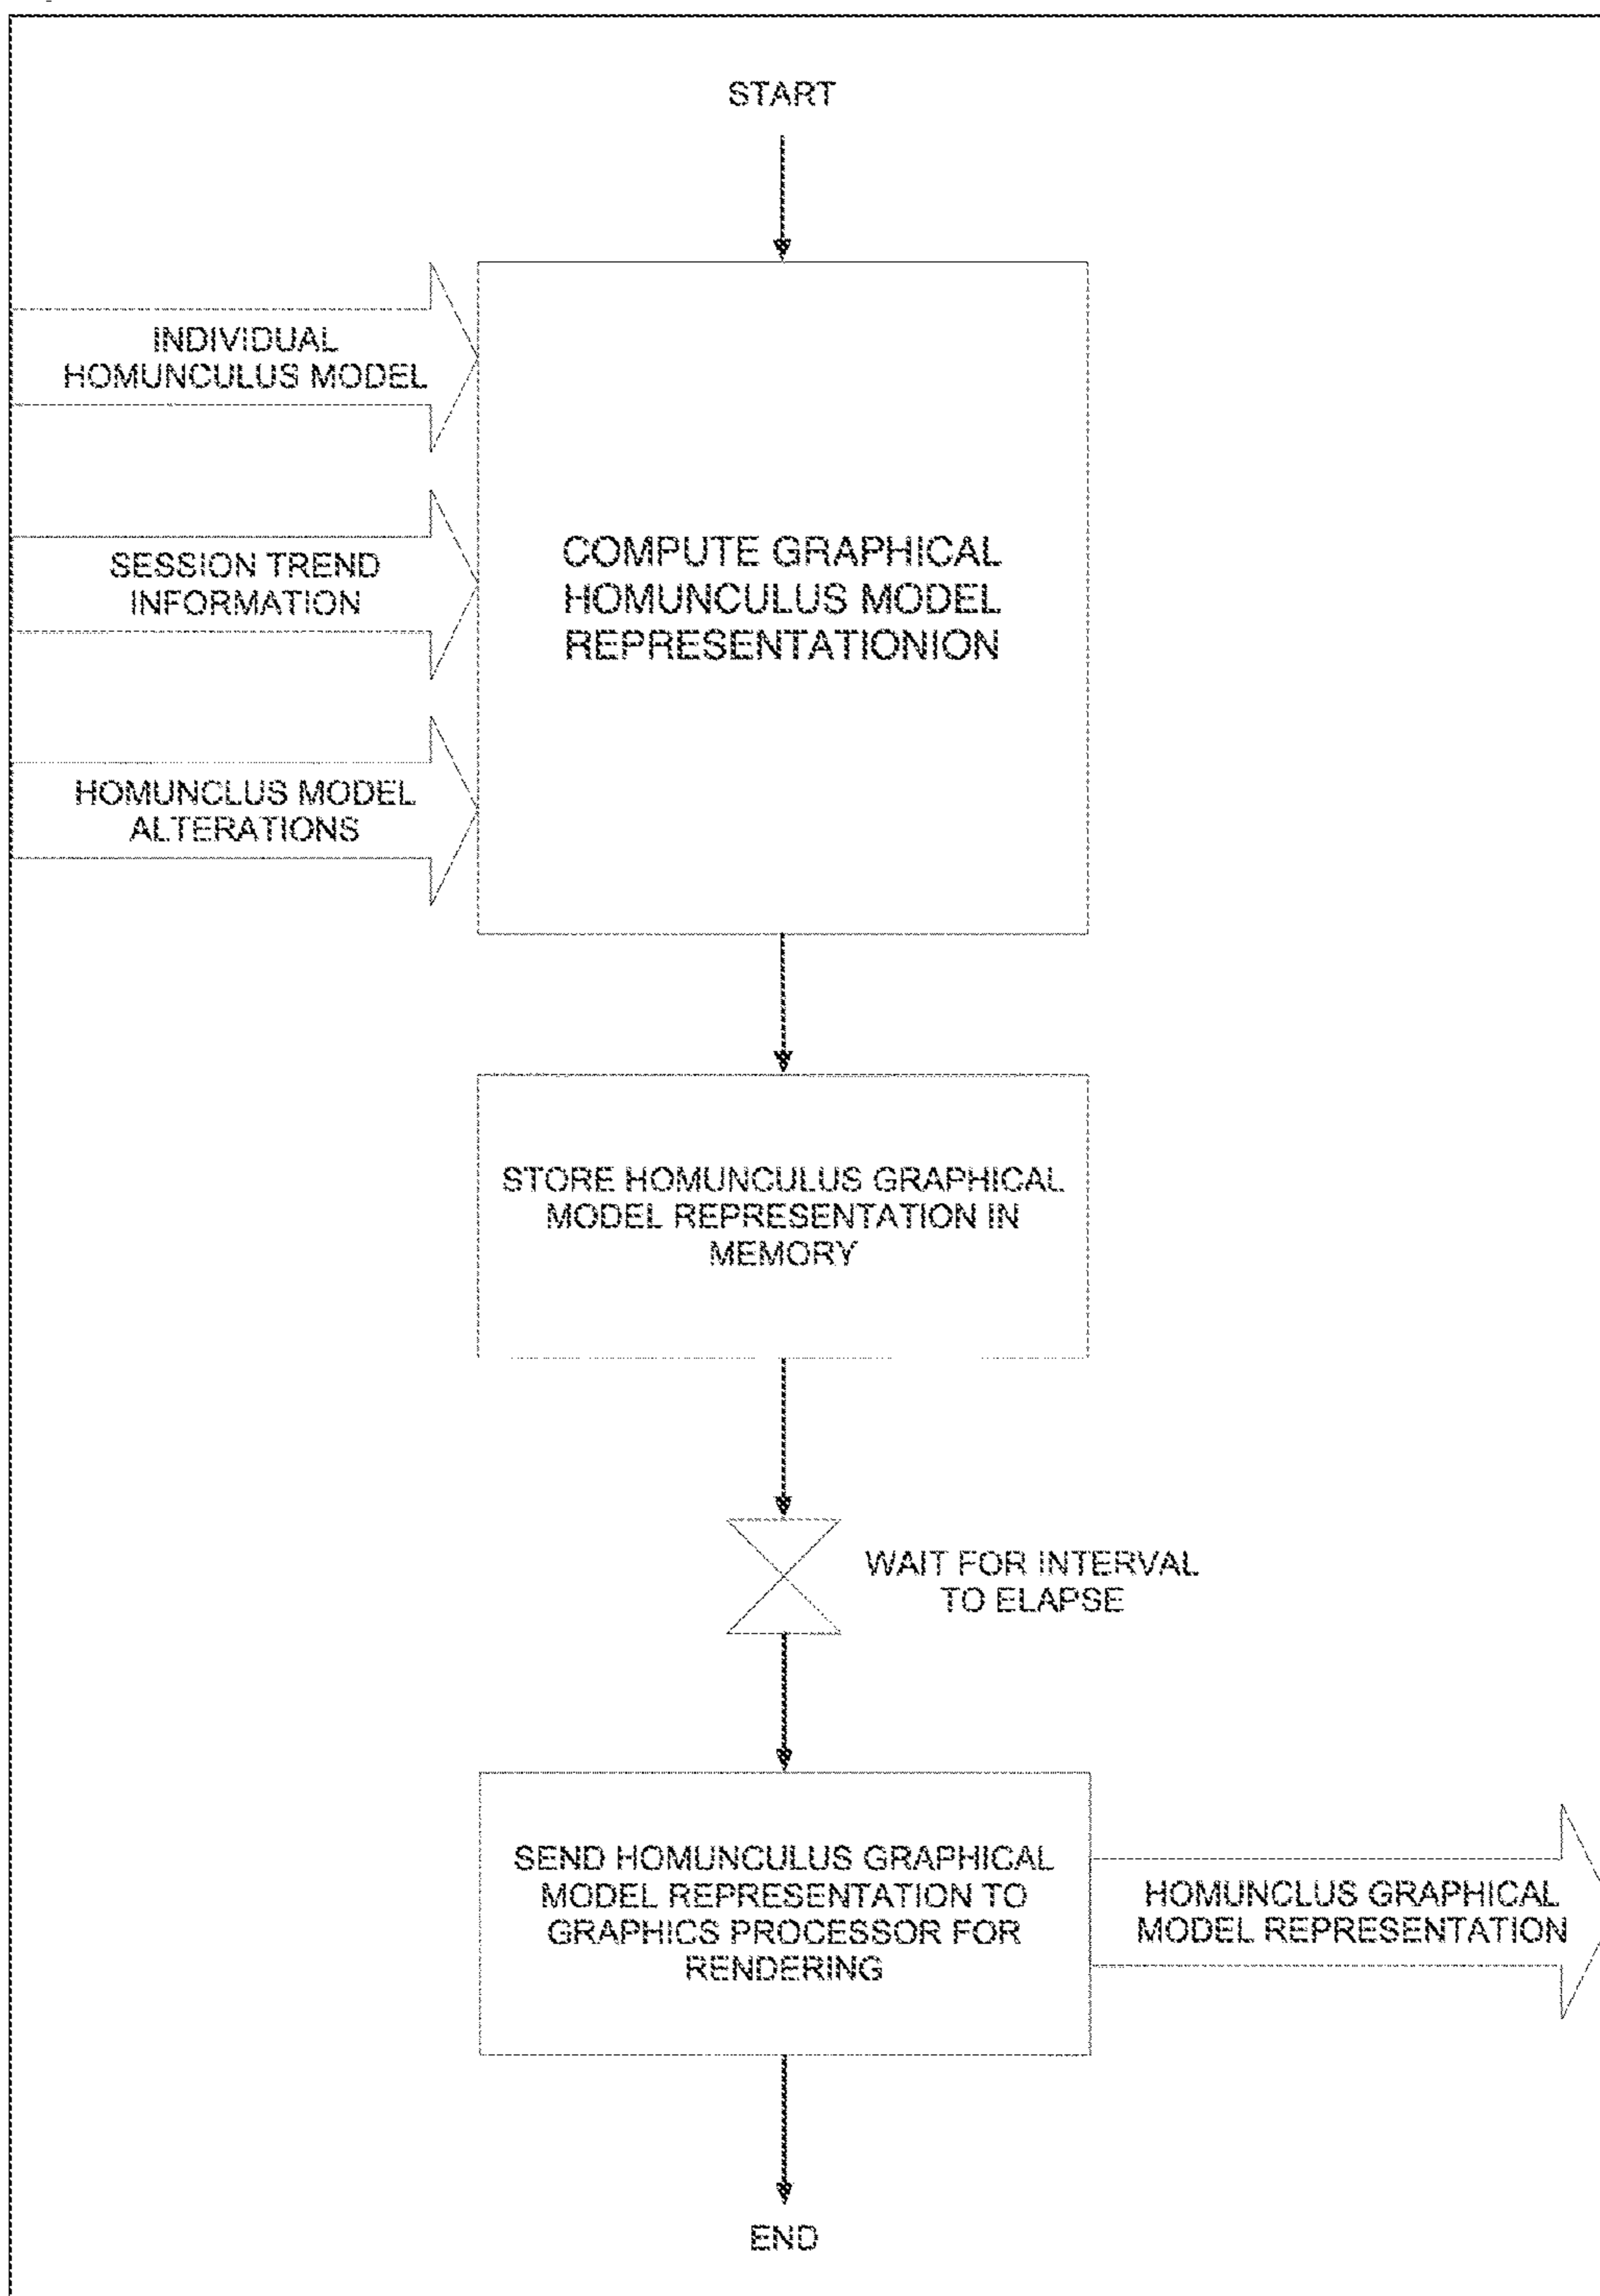 START
INDIVIDUAL
HOMUNCULUS MODEL
SESSION TREND
INFORMATION
HOMUNCLUS MODEL
ALTERATIONS
COMPUTE GRAPHICAL
HOMUNCULUS MODEL
REPRESENTATIONION
STORE HOMUNCULUS GRAPHICAL
MODEL REPRESENTATION IN
MEMORY
WAIT FOR INTERVAL
TO ELAPSE
SEND HOMUNCULUS GRAPHICAL
MODEL REPRESENTATION TO
GRAPHICS PROCESSOR FOR
RENDERING
HOMUNCLUS GRAPHICAL
MODEL REPRESENTATION
END